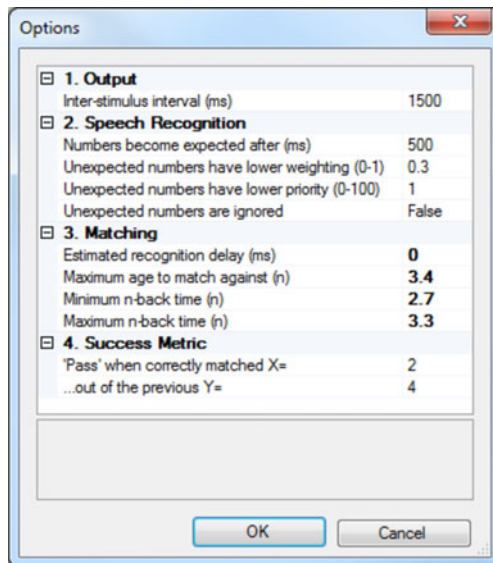 Options
1. Output
Inter-stimulus interval (ms) 1500
2. Speech Recognition
Numbers become expected after (ms) 500
Unexpected numbers have lower weighting (0-1) 0.3
Unexpected numbers have lower priority (0-100) 1
Unexpected numbers are ignored False
3. Matching
Estimated recognition delay (ms) 0
Maximum age to match against (n) 3.4
Minimum n-back time (n) 2.7
Maximum n-back time (n) 3.3
4. Success Metric
'Pass' when correctly matched X= 2
...out of the previous Y= 4
OK Cancel